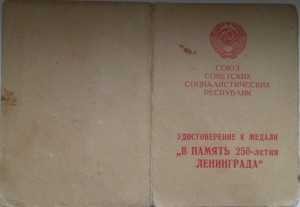 СОЮЗ
СОВЕТСКИХ
СОЦИАЛИСТИЧЕСКИХ
РЕСПУБЛИК
УДОСТОВЕРЕНИЕ К МЕДАЛИ
„В ПАМЯТЬ 250-летия
ЛЕНИНГРАДА“